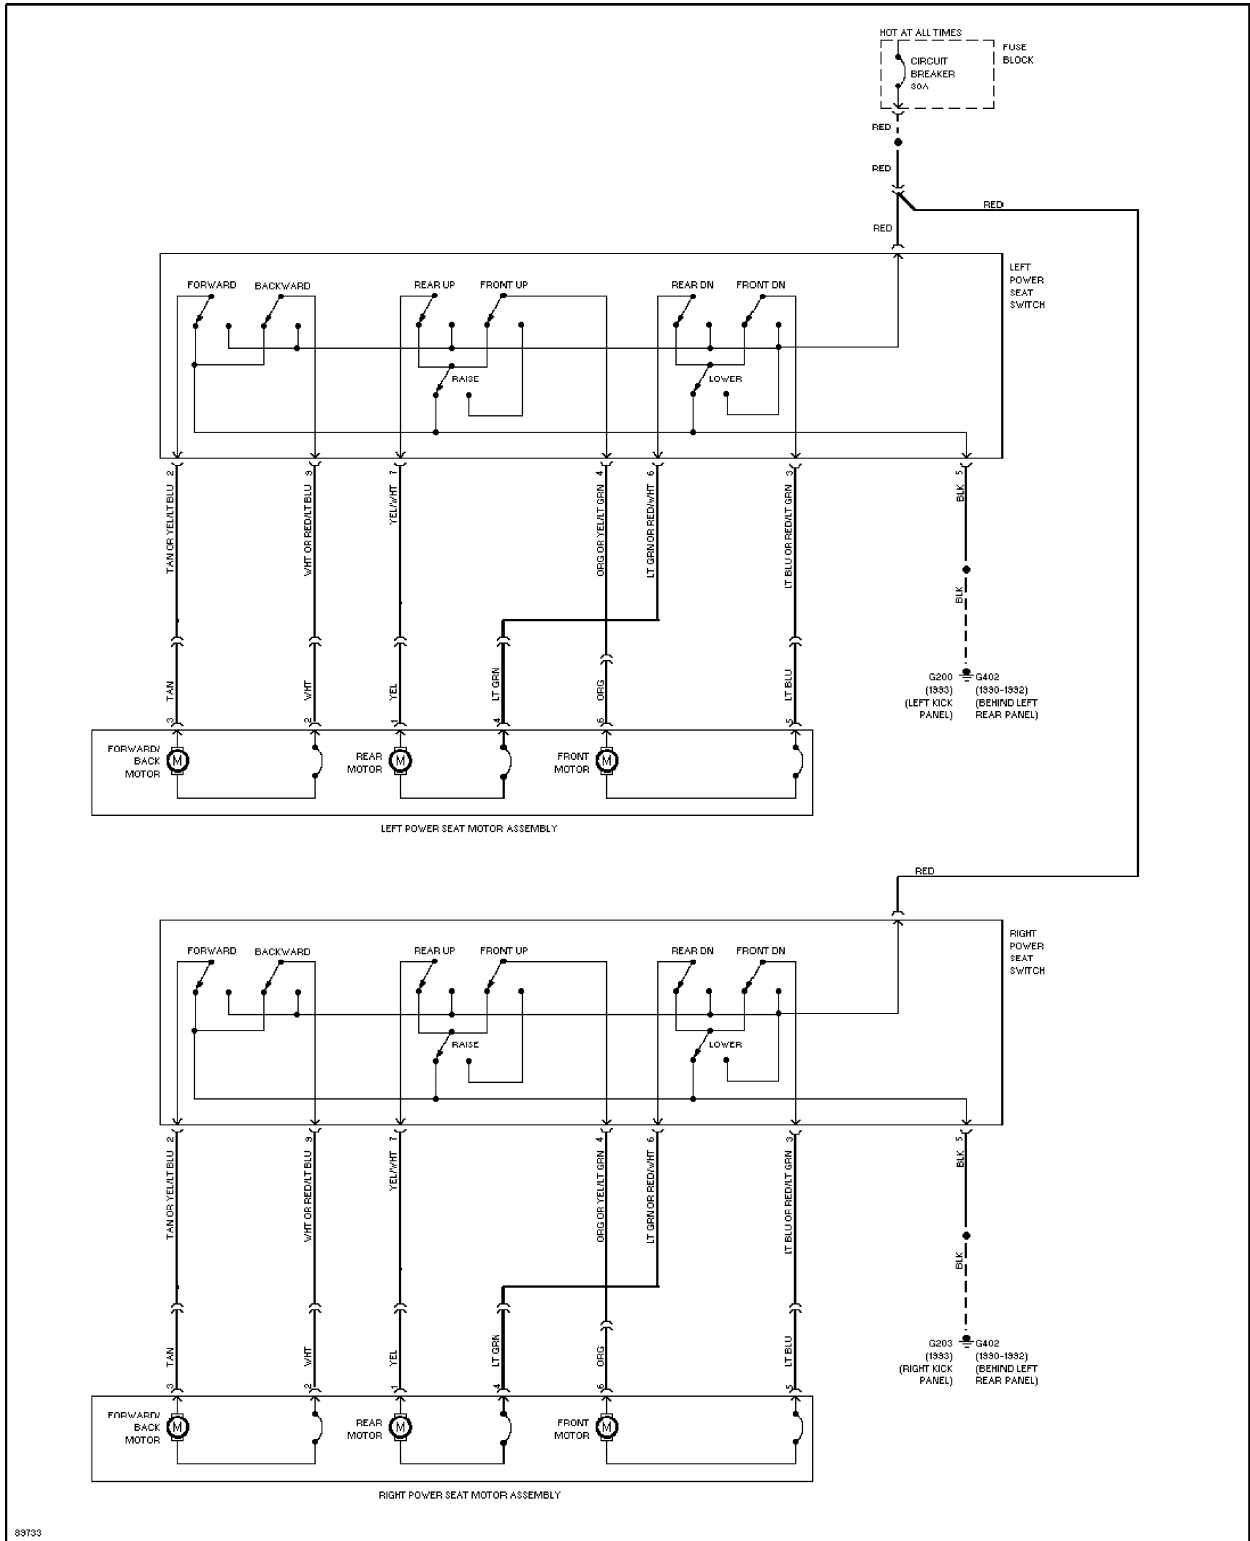 HOT AT ALL TIMES
FUSE
BLOCK
CIRCUIT
BREAKER
30A
RED
RED
RED
RED
LEFT
POWER
SEAT
SWITCH
FORWARD
BACKWARD
REAR UP
FRONT UP
REAR DN
FRONT DN
RAISE
LOWER
2
9
7
4
6
3
5
TAN OR YEL/LT BLU
WHT OR RED/LT BLU
YEL/WHT
ORG OR YEL/LT GRN
LT GRN OR RED/WHT
LT BLU OR RED/LT GRN
BLK
BLK
TAN
WHT
YEL
LT GRN
ORG
LT BLU
3
2
1
4
6
5
G200
(1993)
(LEFT KICK
PANEL)
G402
(1990-1992)
(BEHIND LEFT
REAR PANEL)
FORWARD/
BACK
MOTOR
M
REAR
MOTOR
M
FRONT
MOTOR
M
LEFT POWER SEAT MOTOR ASSEMBLY
RED
RIGHT
POWER
SEAT
SWITCH
FORWARD
BACKWARD
REAR UP
FRONT UP
REAR DN
FRONT DN
RAISE
LOWER
2
9
7
4
6
3
5
TAN OR YEL/LT BLU
WHT OR RED/LT BLU
YEL/WHT
ORG OR YEL/LT GRN
LT GRN OR RED/WHT
LT BLU OR RED/LT GRN
BLK
BLK
TAN
WHT
YEL
LT GRN
ORG
LT BLU
3
2
1
4
6
5
G203
(1993)
(RIGHT KICK
PANEL)
G402
(1990-1992)
(BEHIND LEFT
REAR PANEL)
FORWARD/
BACK
MOTOR
M
REAR
MOTOR
M
FRONT
MOTOR
M
RIGHT POWER SEAT MOTOR ASSEMBLY
89733